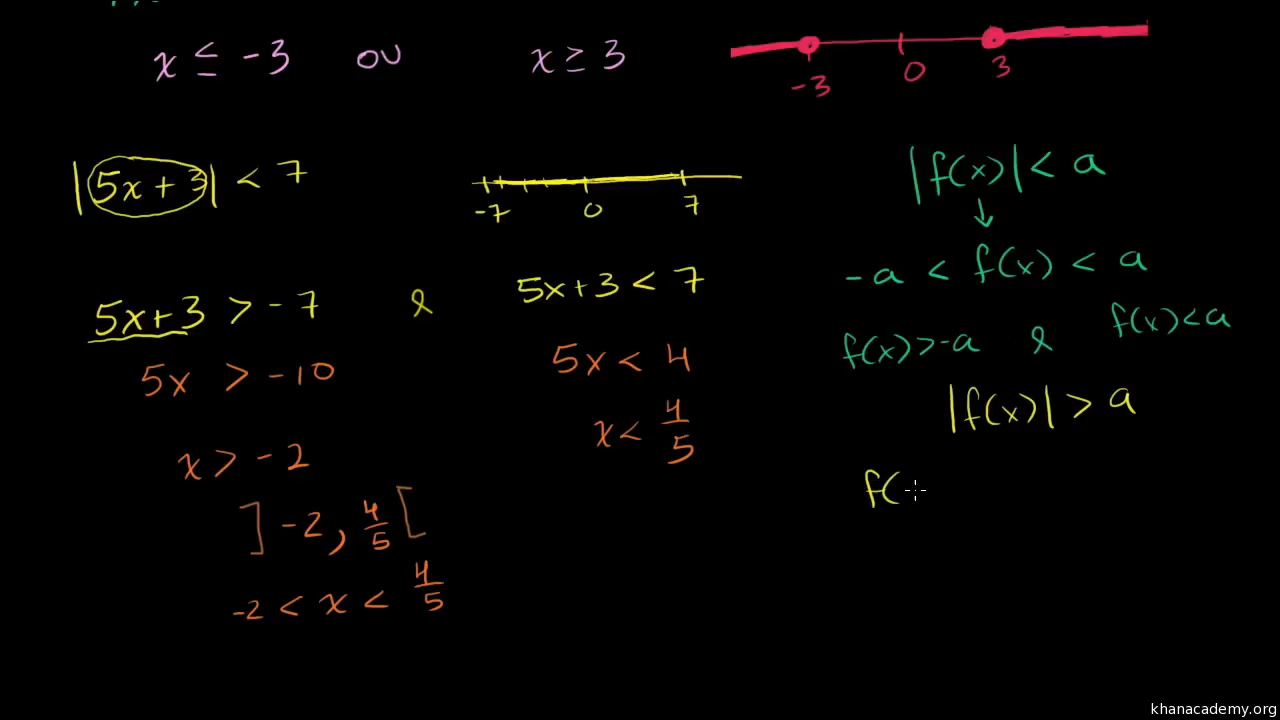 x ≤ -3 ou x ≥ 3
-3 0 3
|5x + 3| < 7
-7 0 7
5x+3 > -7 & 5x+3 < 7
5x > -10 5x < 4
x > -2 x < 4/5
]-2, 4/5[
-2 < x < 4/5
|f(x)| < a
↓
-a < f(x) < a
f(x)>-a & f(x)<a
|f(x)| > a
f(
khanacademy.org